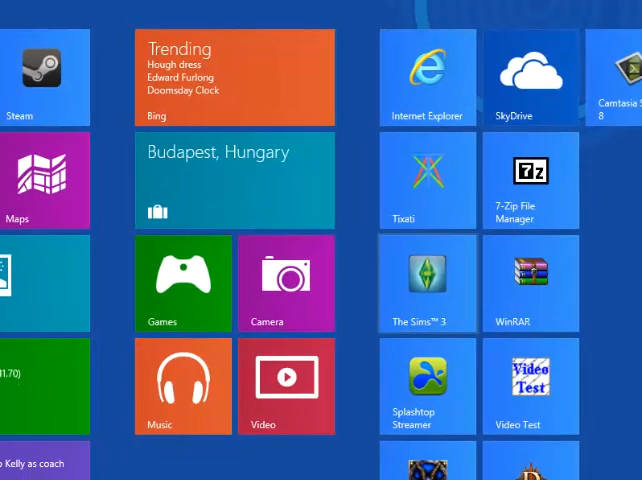 Steam
Maps
11.70)
o Kelly as coach
Trending
Hough dress
Edward Furlong
Doomsday Clock
Bing
Budapest, Hungary
Games
Camera
Music
Video
Internet Explorer
SkyDrive
Camtasia S
8
Tixati
7z
7-Zip File
Manager
The Sims™ 3
WinRAR
Splashtop
Streamer
Video
Test
Video Test